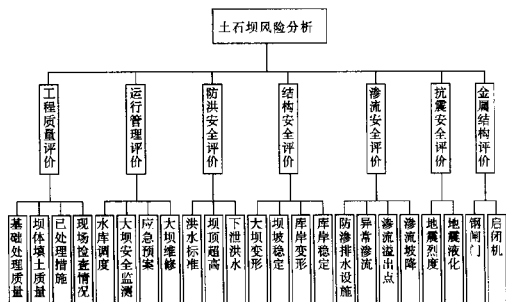 土石坝风险分析
工程质量评价
运行管理评价
防洪安全评价
结构安全评价
渗流安全评价
抗震安全评价
金属结构评价
基础处理质量
坝体填土质量
已处理措施
现场检查情况
水库调度
大坝安全监测
应急预案
大坝维修
洪水标准
坝顶超高
下泄洪水
大坝变形
坝坡稳定
库岸变形
库岸稳定
防渗排水设施
异常渗流
渗流溢出点
渗流坡降
地震烈度
地震液化
钢闸门
启闭机